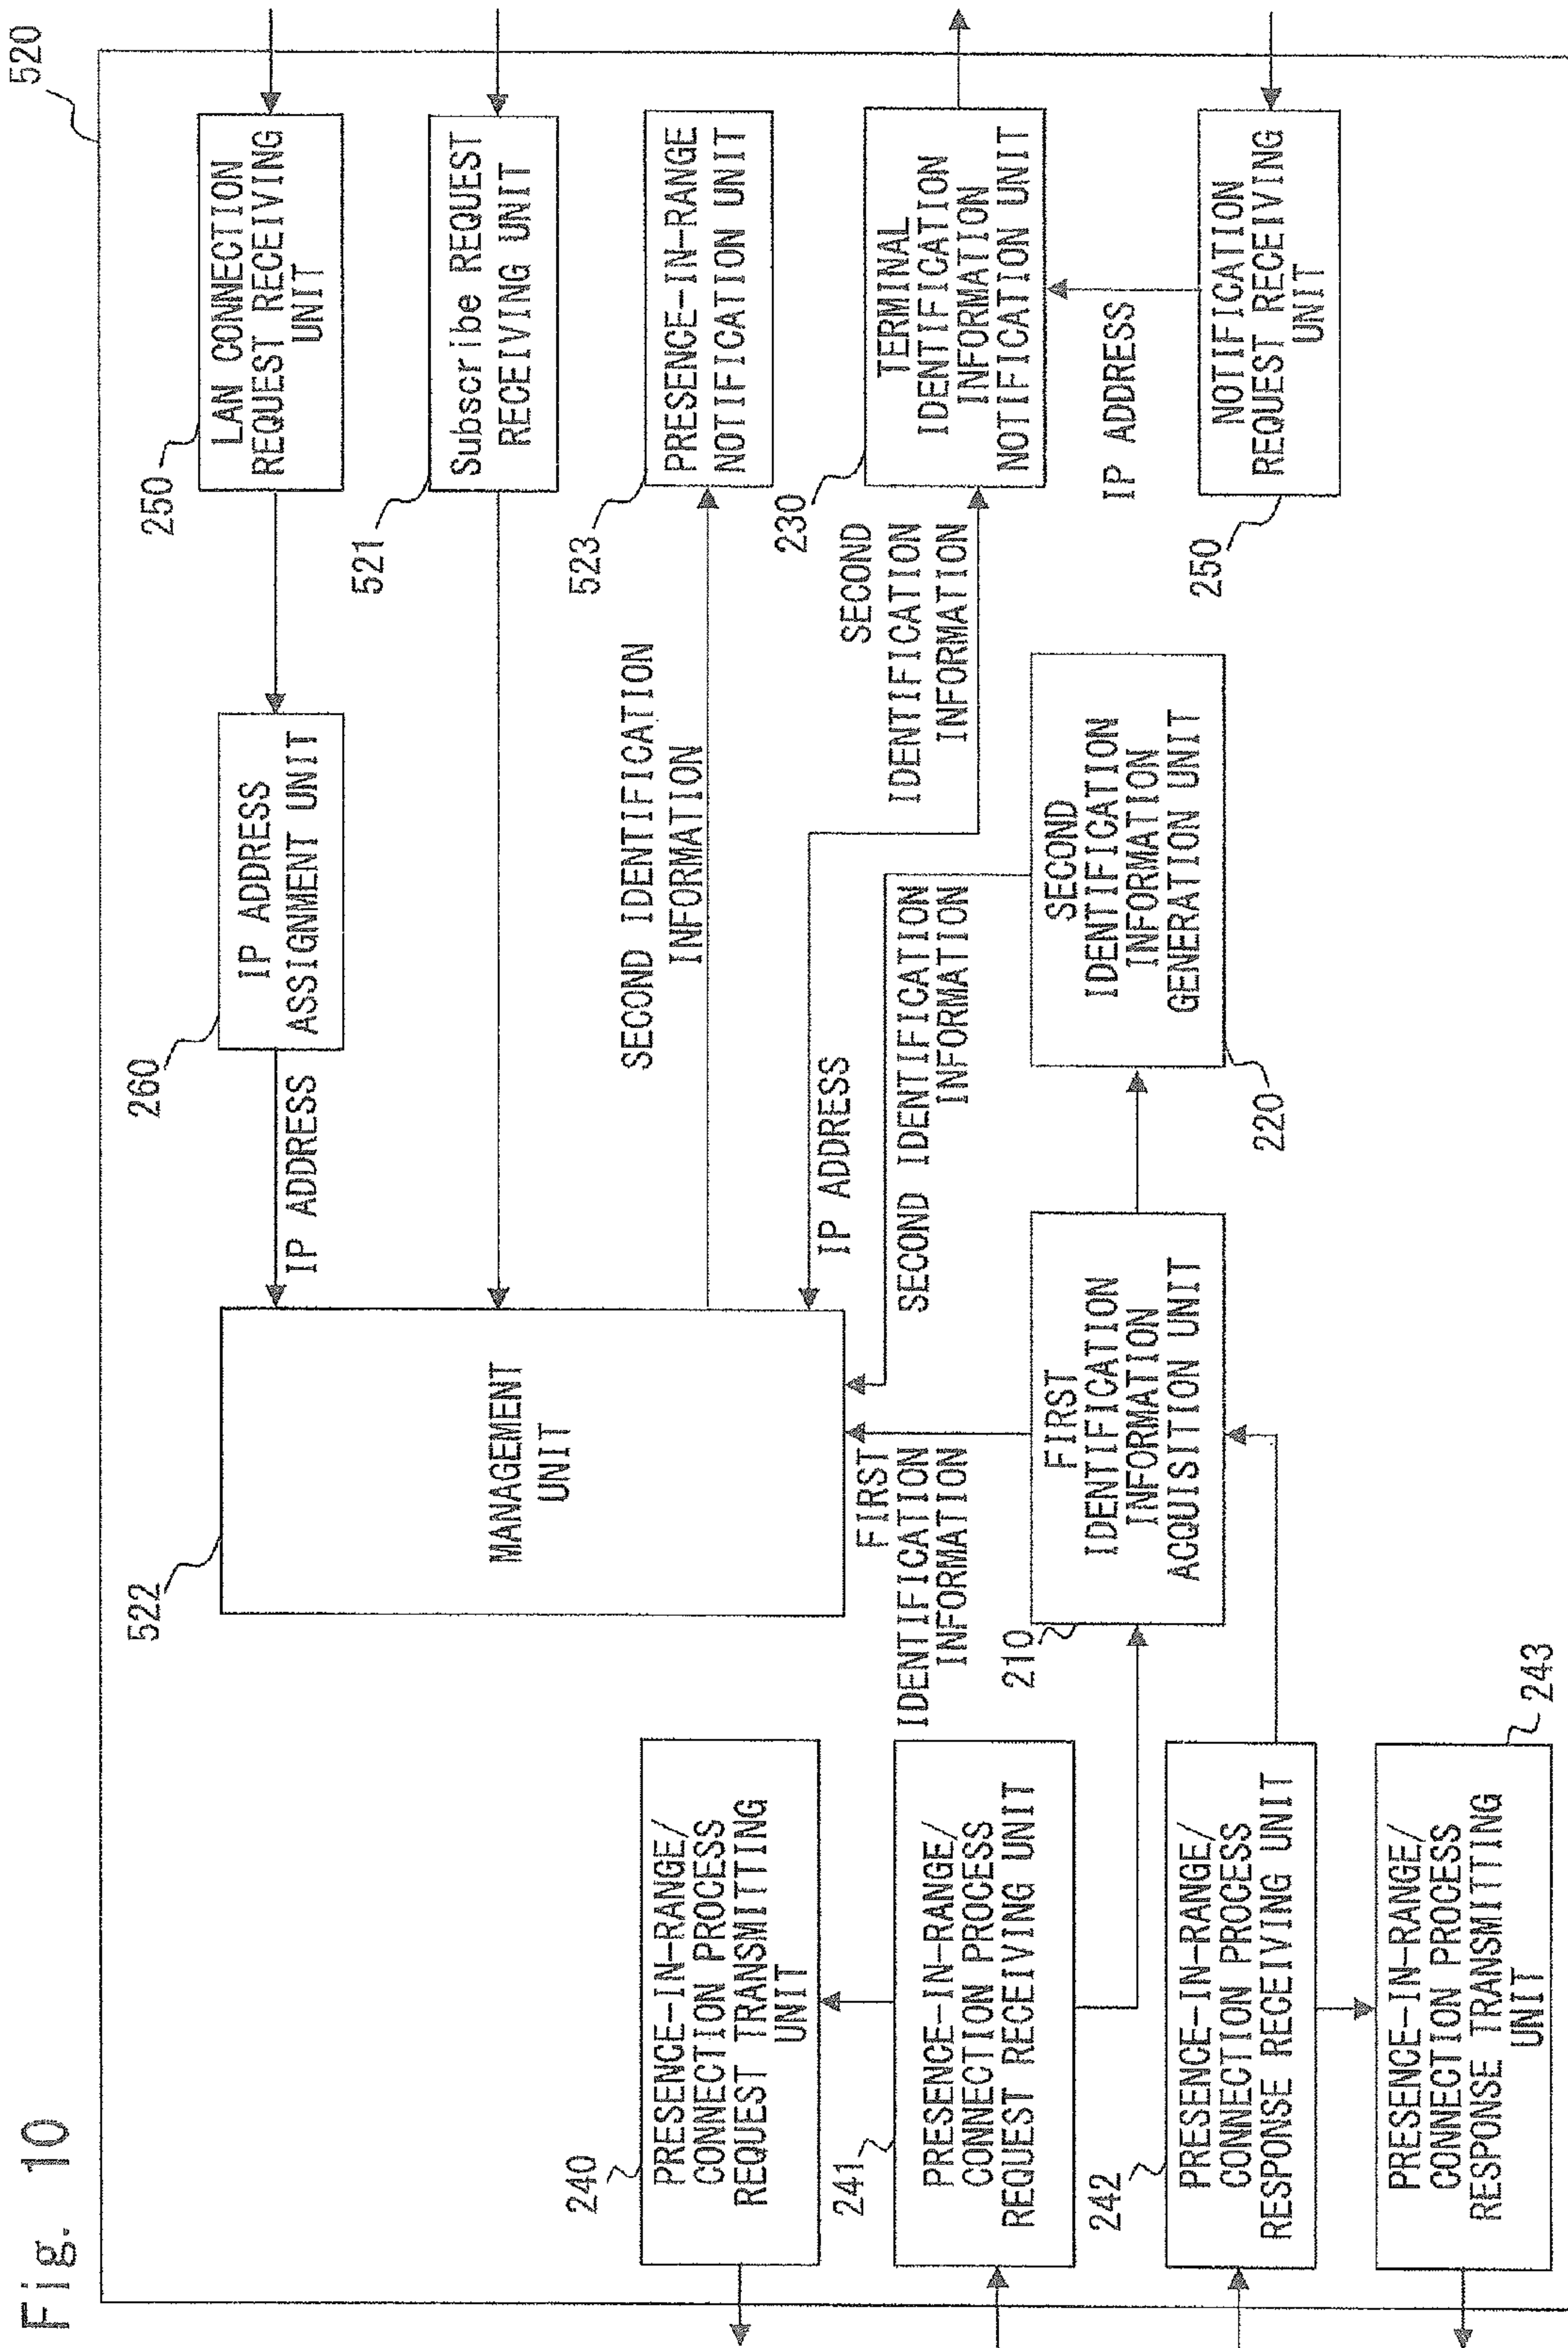 Fig. 10
520
522
260
250
IP ADDRESS
IP ADDRESS
ASSIGNMENT UNIT
LAN CONNECTION
REQUEST RECEIVING
UNIT
521
Subscribe REQUEST
RECEIVING UNIT
MANAGEMENT
UNIT
SECOND IDENTIFICATION
INFORMATION
523
PRESENCE-IN-RANGE
NOTIFICATION UNIT
240
PRESENCE-IN-RANGE/
CONNECTION PROCESS
REQUEST TRANSMITTING
UNIT
IP ADDRESS
SECOND
IDENTIFICATION
INFORMATION
230
TERMINAL
IDENTIFICATION
INFORMATION
NOTIFICATION UNIT
241
PRESENCE-IN-RANGE/
CONNECTION PROCESS
REQUEST RECEIVING UNIT
FIRST
IDENTIFICATION
INFORMATION
SECOND IDENTIFICATION
INFORMATION
210
FIRST
IDENTIFICATION
INFORMATION
ACQUISITION UNIT
SECOND
IDENTIFICATION
INFORMATION
GENERATION UNIT
220
IP ADDRESS
242
PRESENCE-IN-RANGE/
CONNECTION PROCESS
RESPONSE RECEIVING UNIT
250
NOTIFICATION
REQUEST RECEIVING
UNIT
PRESENCE-IN-RANGE/
CONNECTION PROCESS
RESPONSE TRANSMITTING
UNIT
243